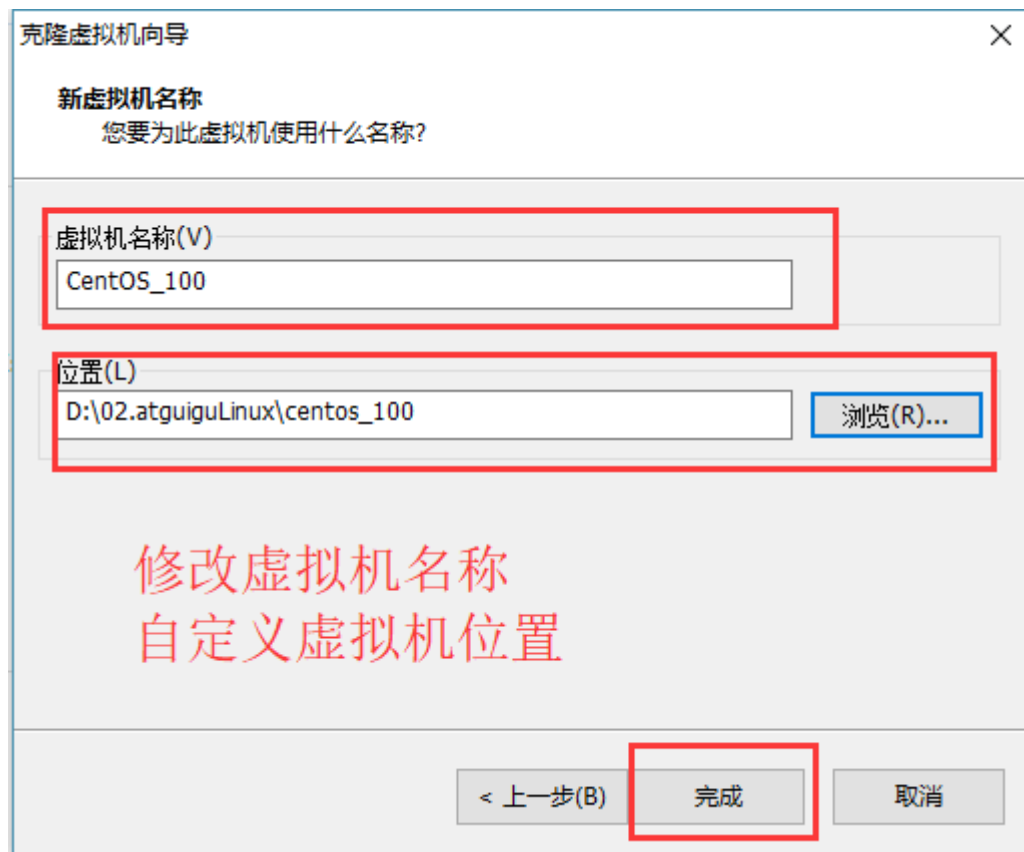 克隆虚拟机向导
新虚拟机名称
您要为此虚拟机使用什么名称?
虚拟机名称(V)
CentOS_100
位置(L)
D:\02.atguiguLinux\centos_100
浏览(R)...
修改虚拟机名称
自定义虚拟机位置
< 上一步(B)
完成
取消